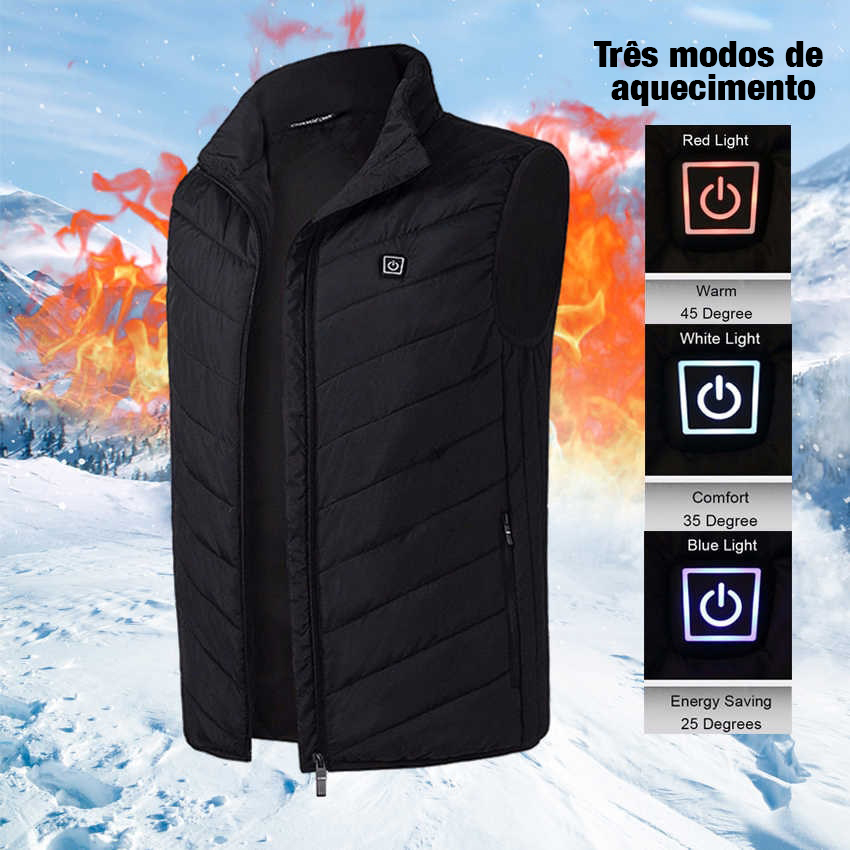 Três modos de
aquecimento
Red Light
Warm
45 Degree
White Light
Comfort
35 Degree
Blue Light
Energy Saving
25 Degrees